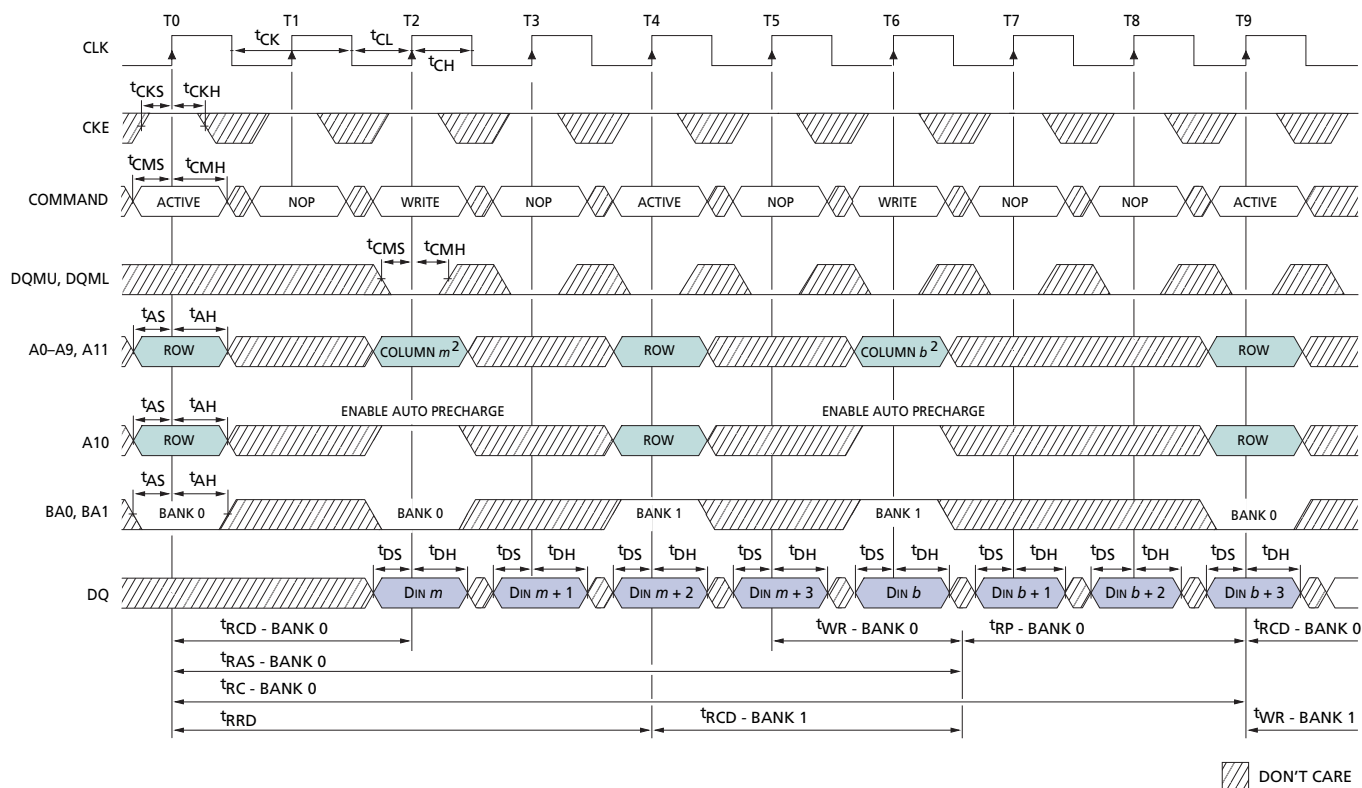 T0 T1 T2 T3 T4 T5 T6 T7 T8 T9
CLK tCK tCL tCH
tCKS tCKH
CKE
tCMS tCMH
COMMAND ACTIVE NOP WRITE NOP ACTIVE NOP WRITE NOP NOP ACTIVE
tCMS tCMH
DQMU, DQML
tAS tAH
A0–A9, A11 ROW COLUMN m2 ROW COLUMN b2 ROW
tAS tAH ENABLE AUTO PRECHARGE ENABLE AUTO PRECHARGE
A10 ROW ROW ROW
tAS tAH
BA0, BA1 BANK 0 BANK 0 BANK 1 BANK 1 BANK 0
tDS tDH tDS tDH tDS tDH tDS tDH tDS tDH tDS tDH tDS tDH tDS tDH
DQ DIN m DIN m + 1 DIN m + 2 DIN m + 3 DIN b DIN b + 1 DIN b + 2 DIN b + 3
tRCD - BANK 0 tWR - BANK 0 tRP - BANK 0 tRCD - BANK 0
tRAS - BANK 0
tRC - BANK 0
tRRD tRCD - BANK 1 tWR - BANK 1
DON'T CARE